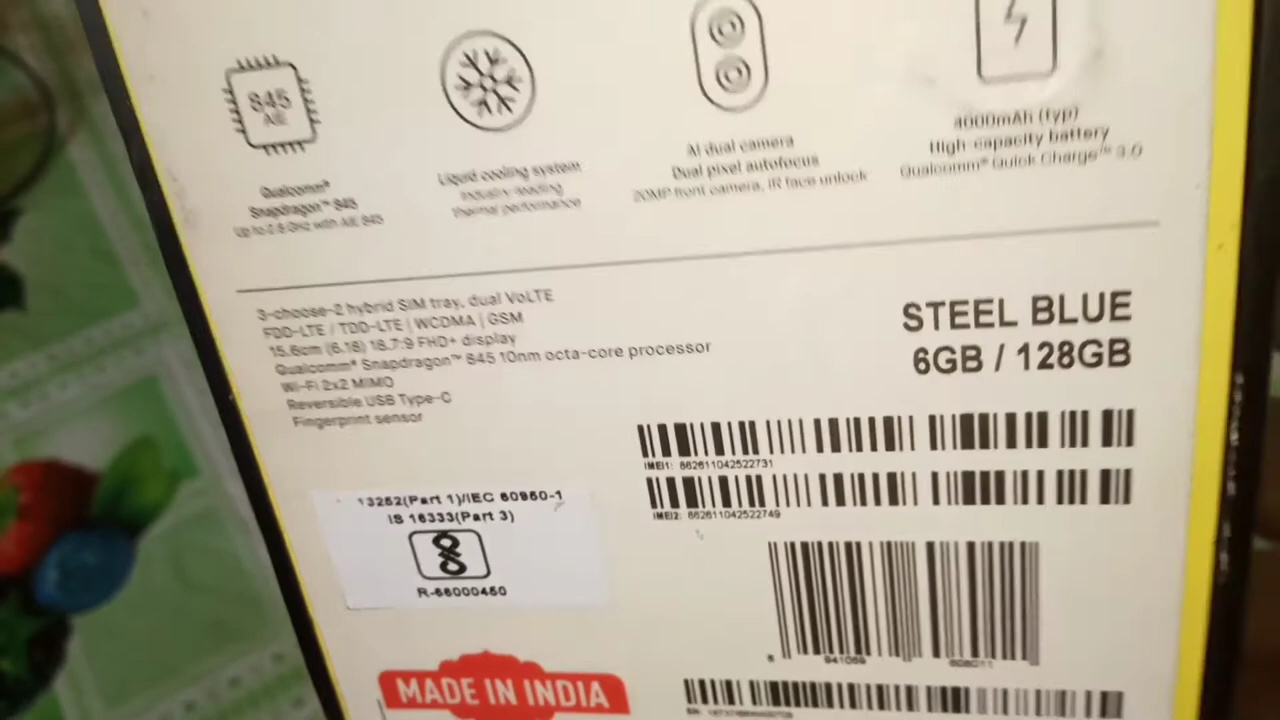 845
AIE
Qualcomm®
Snapdragon™ 845
Up to 2.8 GHz with AIE 845
Liquid cooling system
Industry-leading
thermal performance
AI dual camera
Dual pixel autofocus
20MP front camera, IR face unlock
4000mAh (typ)
High-capacity battery
Qualcomm® Quick Charge™ 3.0
3-choose-2 hybrid SIM tray, dual VoLTE
FDD-LTE / TDD-LTE | WCDMA | GSM
15.6cm (6.18) 18.7:9 FHD+ display
Qualcomm® Snapdragon™ 845 10nm octa-core processor
Wi-Fi 2x2 MIMO
Reversible USB Type-C
Fingerprint sensor
STEEL BLUE
6GB / 128GB
IMEI1: 862611042522731
IMEI2: 862611042522749
13252(Part 1)/IEC 60950-1
IS 16333(Part 3)
R-66000450
6 941059
MADE IN INDIA
SN: